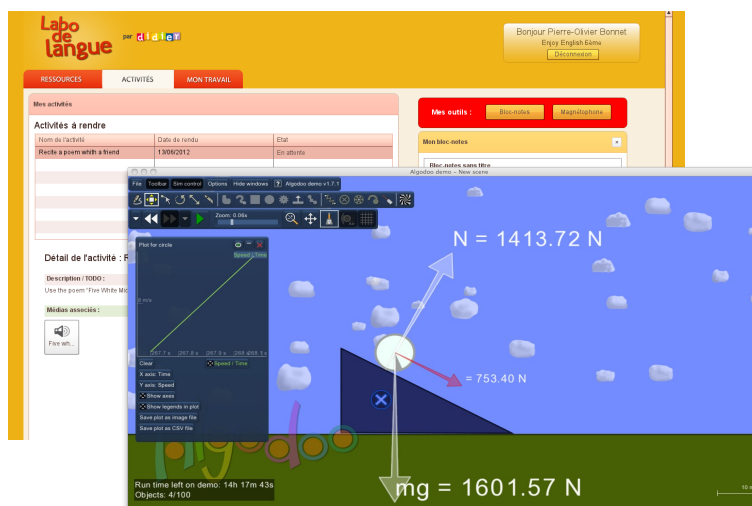 Labo
de
langue
par didier
Bonjour Pierre-Olivier Bonnet
Enjoy English 6ème
Déconnexion
RESSOURCES
ACTIVITÉS
MON TRAVAIL
Mes activités
Activités à rendre
Nom de l'activité
Date de rendu
Etat
Recite a poem whith a friend
13/06/2012
En attente
Mes outils :
Bloc-notes
Magnétophone
Mon bloc-notes
Bloc-notes sans titre
Détail de l'activité : R
Description / TODO :
Use the poem "Five White Mic
Médias associés :
Five wh...
Algodoo demo - New scene
File Toolbar Sim control Options Hide windows ? Algodoo demo v1.7.1
Zoom: 0.06x
Plot for circle
Speed / Time
Clear
Speed / Time
X axis: Time
Y axis: Speed
Show axes
Show legends in plot
Save plot as image file
Save plot as CSV file
N = 1413.72 N
= 753.40 N
mg = 1601.57 N
algodoo
Run time left on demo: 14h 17m 43s
Objects: 4/100